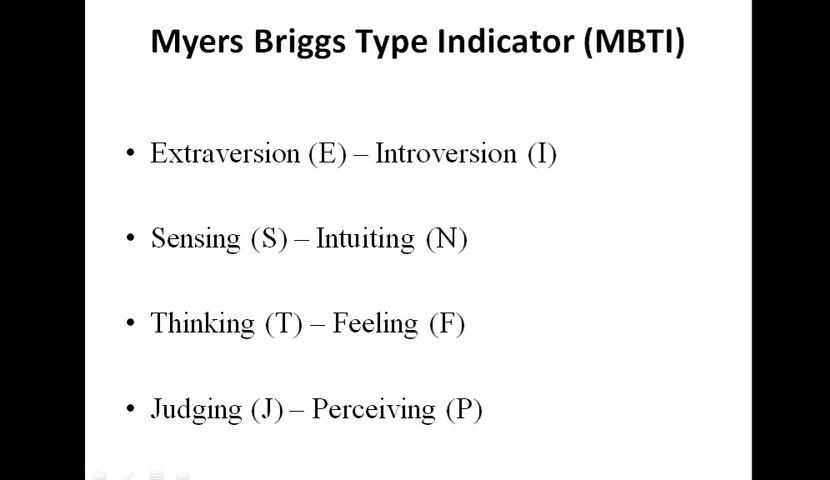 Myers Briggs Type Indicator (MBTI)
• Extraversion (E) – Introversion (I)
• Sensing (S) – Intuiting (N)
• Thinking (T) – Feeling (F)
• Judging (J) – Perceiving (P)